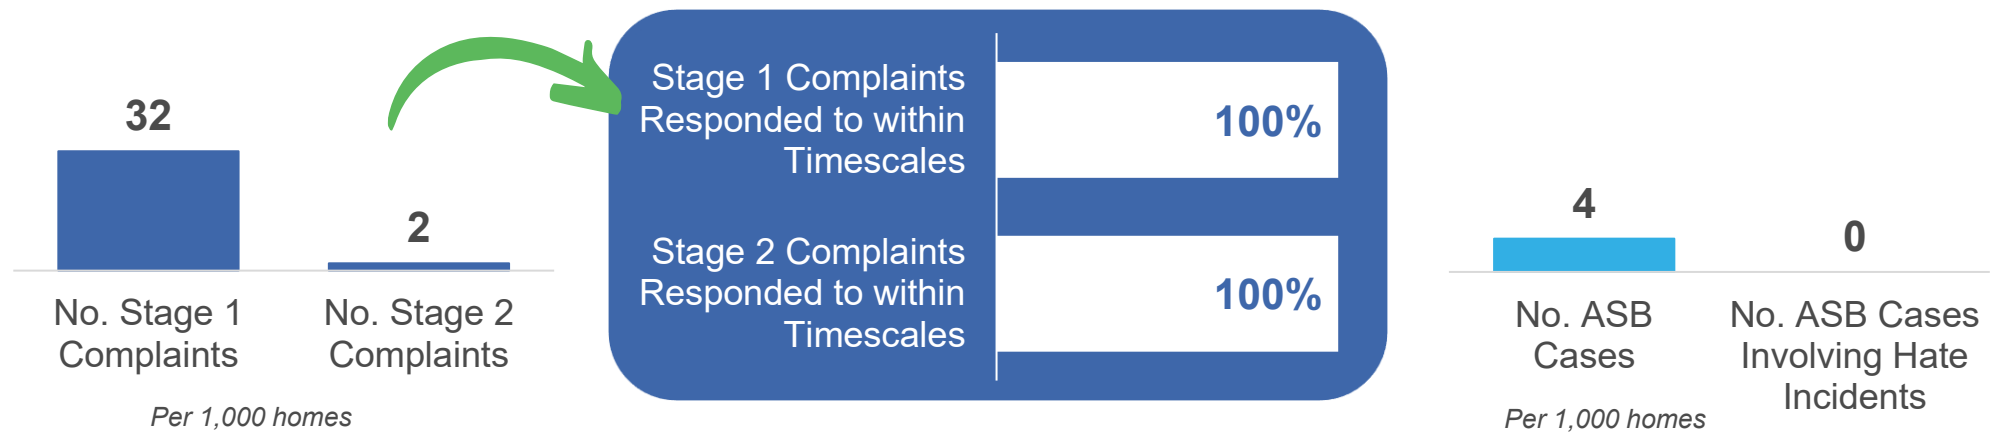 32
2
No. Stage 1
Complaints
No. Stage 2
Complaints
Per 1,000 homes
Stage 1 Complaints
Responded to within
Timescales
100%
Stage 2 Complaints
Responded to within
Timescales
100%
4
0
No. ASB
Cases
No. ASB Cases
Involving Hate
Incidents
Per 1,000 homes